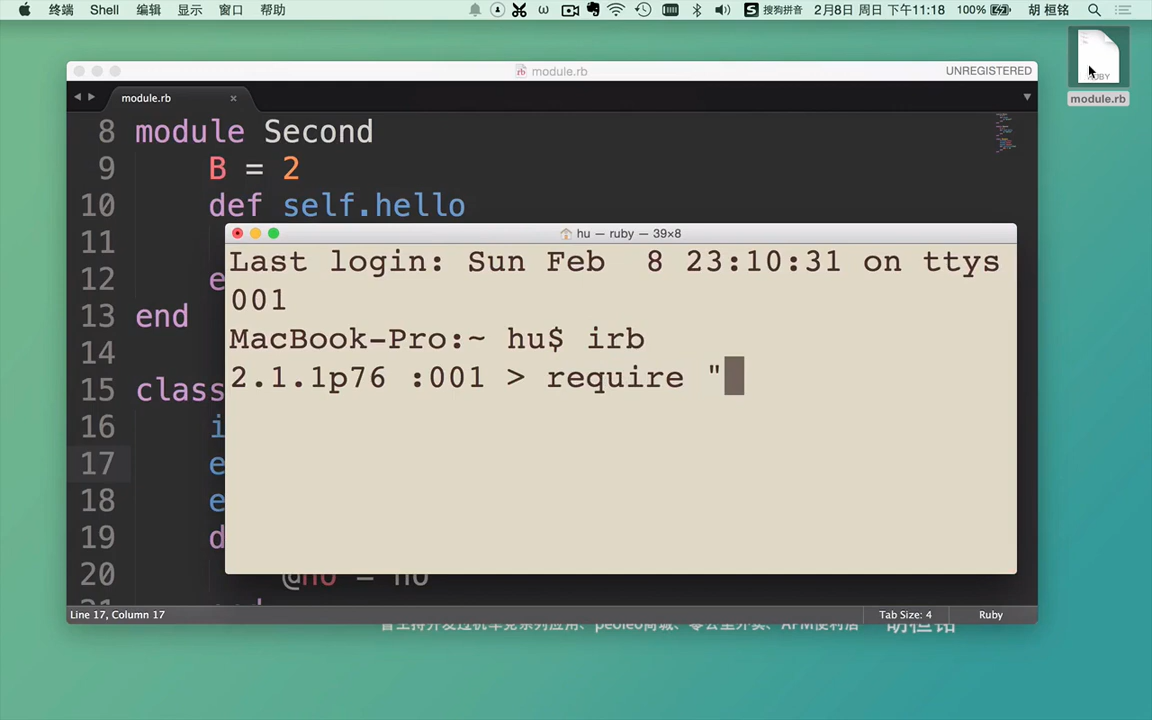 终端 Shell 编辑 显示 窗口 帮助 搜狗拼音 2月8日 周日 下午11:18 100% 胡 桓铭
module.rb
UNREGISTERED
module.rb
module.rb
8 module Second
9 B = 2
10 def self.hello
11
12 e
13 end
14
15 class
16 i
17 e
18 e
19 d
20 @hu = hu
hu — ruby — 39×8
Last login: Sun Feb 8 23:10:31 on ttys
001
MacBook-Pro:~ hu$ irb
2.1.1p76 :001 > require "
Line 17, Column 17 Tab Size: 4 Ruby